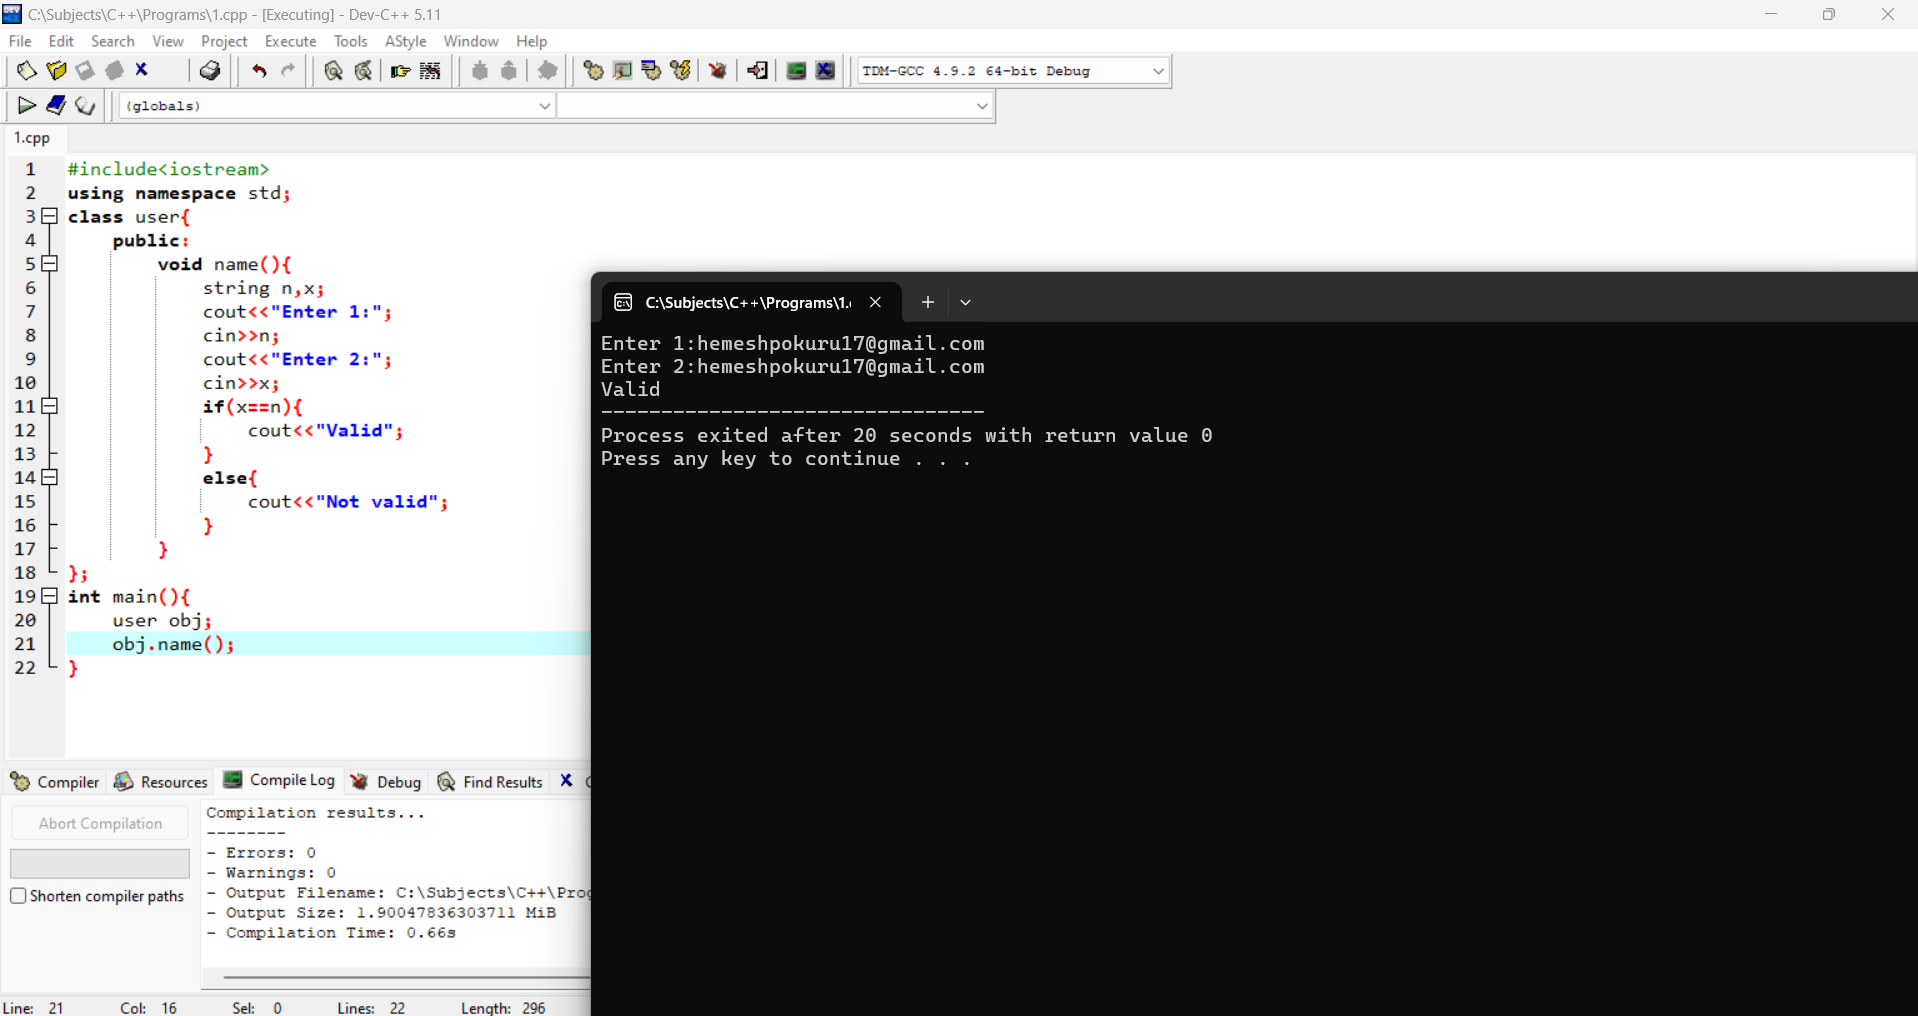 C:\Subjects\C++\Programs\1.cpp - [Executing] - Dev-C++ 5.11
File Edit Search View Project Execute Tools AStyle Window Help
TDM-GCC 4.9.2 64-bit Debug
(globals)
1.cpp
1 #include<iostream>
2 using namespace std;
3 class user{
4 public:
5 void name(){
6 string n,x;
7 cout<<"Enter 1:";
8 cin>>n;
9 cout<<"Enter 2:";
10 cin>>x;
11 if(x==n){
12 cout<<"Valid";
13 }
14 else{
15 cout<<"Not valid";
16 }
17 }
18 };
19 int main(){
20 user obj;
21 obj.name();
22 }
C:\Subjects\C++\Programs\1.
Enter 1:hemeshpokuru17@gmail.com
Enter 2:hemeshpokuru17@gmail.com
Valid
--------------------------------
Process exited after 20 seconds with return value 0
Press any key to continue . . .
Compiler Resources Compile Log Debug Find Results
Abort Compilation
Shorten compiler paths
Compilation results...
--------
- Errors: 0
- Warnings: 0
- Output Filename: C:\Subjects\C++\Pro
- Output Size: 1.90047836303711 MiB
- Compilation Time: 0.66s
Line: 21 Col: 16 Sel: 0 Lines: 22 Length: 296